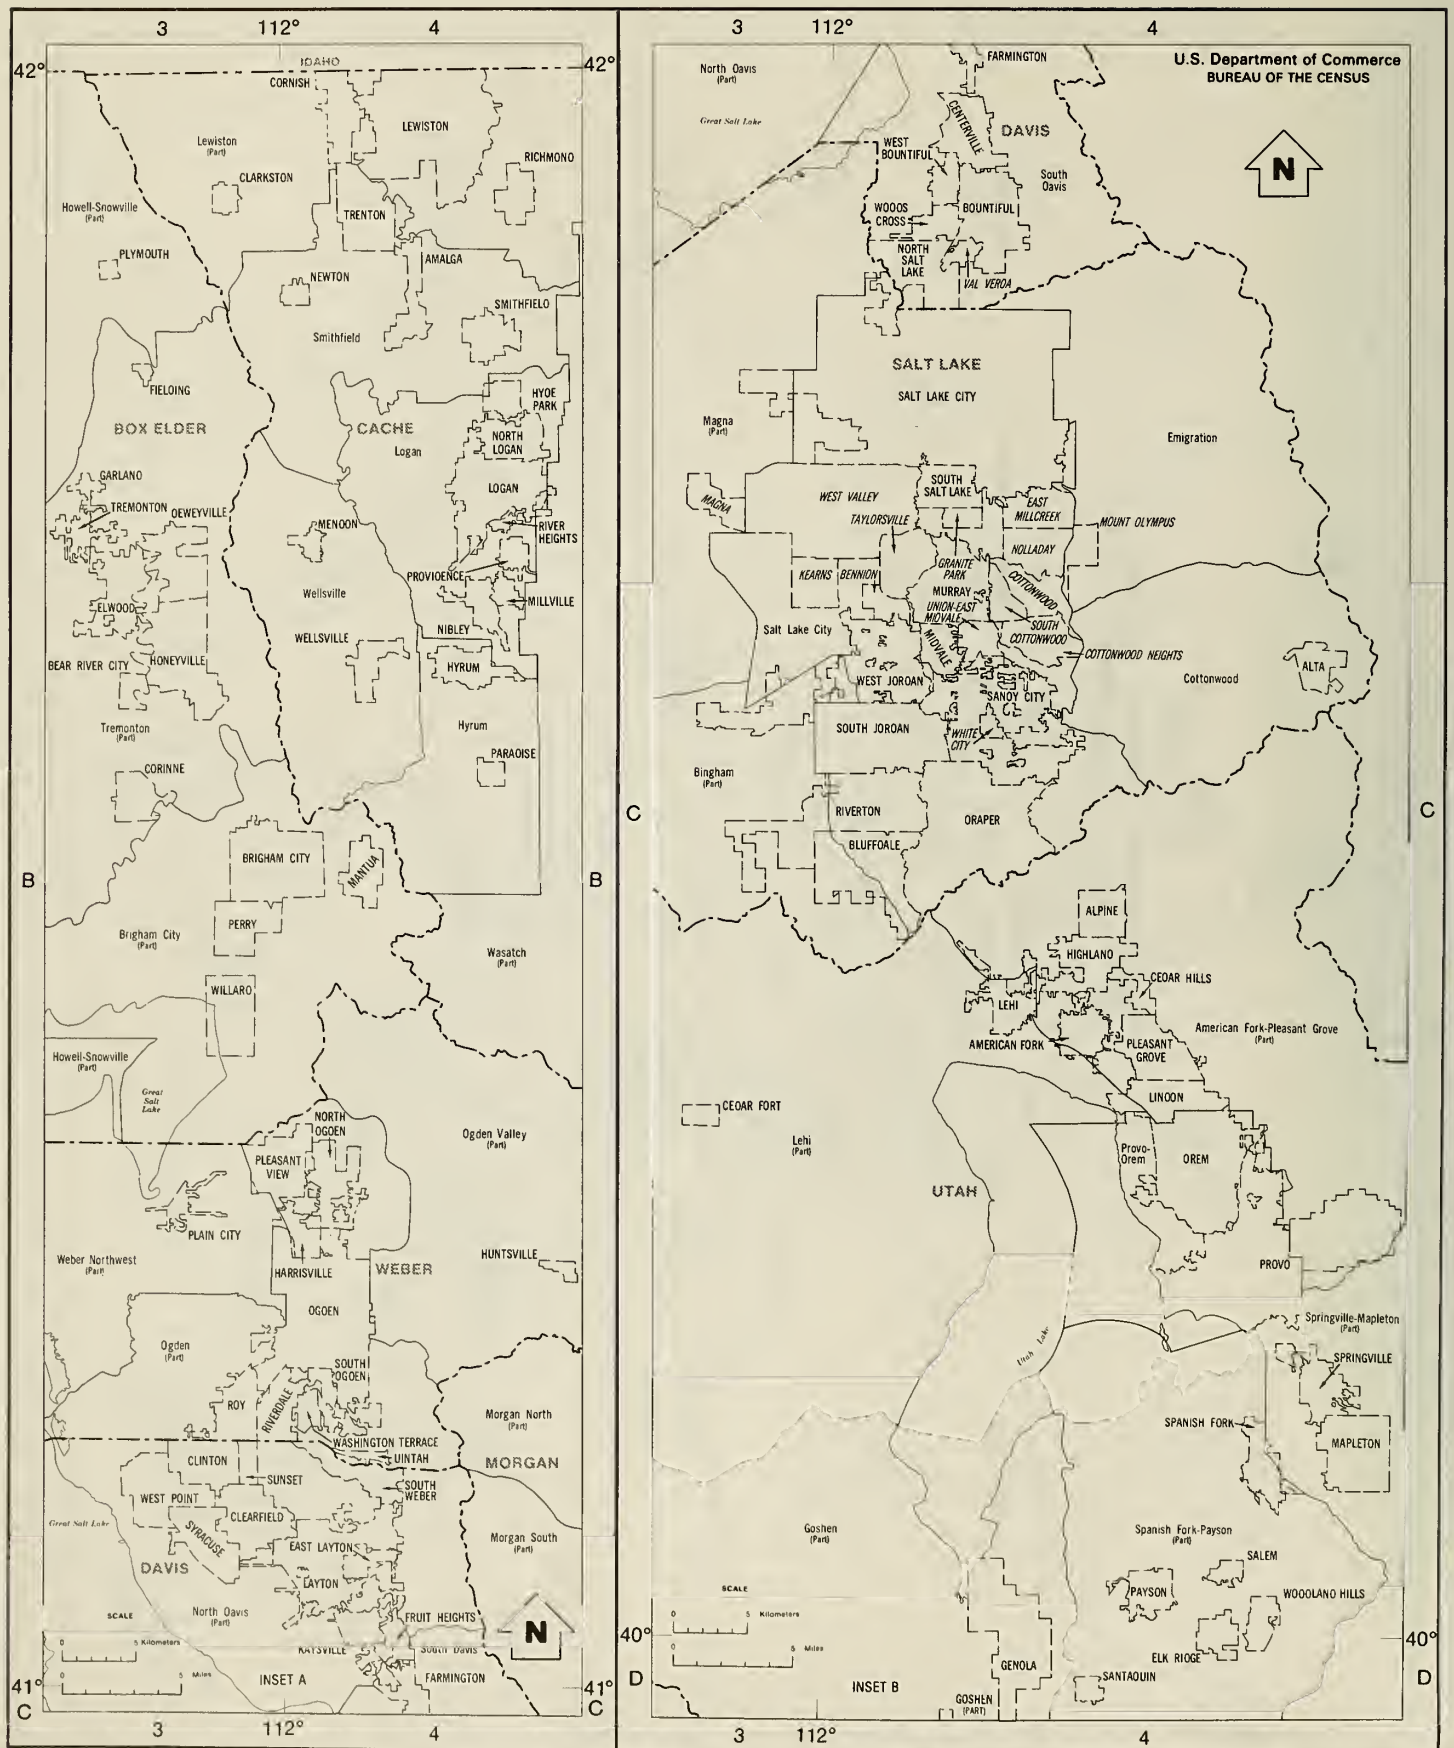 3 112° 4
42° 42°
IDAHO
CORNISH
LEWISTON
Lewiston
(Part)
RICHMOND
CLARKSTON
Howell-Snowville
(Part)
TRENTON
PLYMOUTH
AMALGA
NEWTON
SMITHFIELD
Smithfield
FIELDING
HYDE
PARK
BOX ELDER
CACHE
NORTH
LOGAN
Logan
GARLAND
LOGAN
TREMONTON
DEWEYVILLE
MENDON
RIVER
HEIGHTS
PROVIDENCE
Wellsville
MILLVILLE
ELWOOD
NIBLEY
WELLSVILLE
BEAR RIVER CITY
HONEYVILLE
HYRUM
Tremonton
(Part)
Hyrum
PARADISE
CORINNE
BRIGHAM CITY
MANTUA
B B
PERRY
Brigham City
(Part)
Wasatch
(Part)
WILLARD
Howell-Snowville
(Part)
Great
Salt
Lake
NORTH
OGDEN
Ogden Valley
(Part)
PLEASANT
VIEW
PLAIN CITY
Weber Northwest
(Part)
HUNTSVILLE
HARRISVILLE
WEBER
OGDEN
Ogden
(Part)
SOUTH
OGDEN
ROY
RIVERDALE
Morgan North
(Part)
WASHINGTON TERRACE
UINTAH
CLINTON
MORGAN
SUNSET
SOUTH
WEBER
WEST POINT
CLEARFIELD
Great Salt Lake
SYRACUSE
Morgan South
(Part)
EAST LAYTON
DAVIS
LAYTON
North Davis
(Part)
FRUIT HEIGHTS
N
SCALE
0 5 Kilometers
0 5 Miles
KAYSVILLE
South Davis
FARMINGTON
INSET A
41° 41°
C C
3 112° 4
3 112° 4
U.S. Department of Commerce
BUREAU OF THE CENSUS
N
North Davis
(Part)
FARMINGTON
Great Salt Lake
CENTERVILLE
DAVIS
WEST
BOUNTIFUL
South
Davis
WOODS
CROSS
BOUNTIFUL
NORTH
SALT
LAKE
VAL VERDA
SALT LAKE
SALT LAKE CITY
Magna
(Part)
Emigration
MAGNA
WEST VALLEY
SOUTH
SALT LAKE
EAST
MILLCREEK
TAYLORSVILLE
MOUNT OLYMPUS
HOLLADAY
KEARNS
BENNION
GRANITE
PARK
COTTONWOOD
MURRAY
UNION-EAST
MIDVALE
Salt Lake City
SOUTH
COTTONWOOD
MIDVALE
COTTONWOOD HEIGHTS
ALTA
WEST JORDAN
Cottonwood
SANDY CITY
SOUTH JORDAN
WHITE
CITY
Bingham
(Part)
C C
RIVERTON
DRAPER
BLUFFDALE
ALPINE
HIGHLAND
CEDAR HILLS
LEHI
American Fork-Pleasant Grove
(Part)
AMERICAN FORK
PLEASANT
GROVE
LINDON
CEDAR FORT
Lehi
(Part)
Provo-
Orem
OREM
UTAH
PROVO
Springville-Mapleton
(Part)
Utah Lake
SPRINGVILLE
SPANISH FORK
MAPLETON
Goshen
(Part)
Spanish Fork-Payson
(Part)
SALEM
PAYSON
WOODLAND HILLS
SCALE
0 5 Kilometers
0 5 Miles
40° 40°
ELK RIDGE
GENOLA
SANTAQUIN
D D
INSET B
GOSHEN
(PART)
3 112° 4